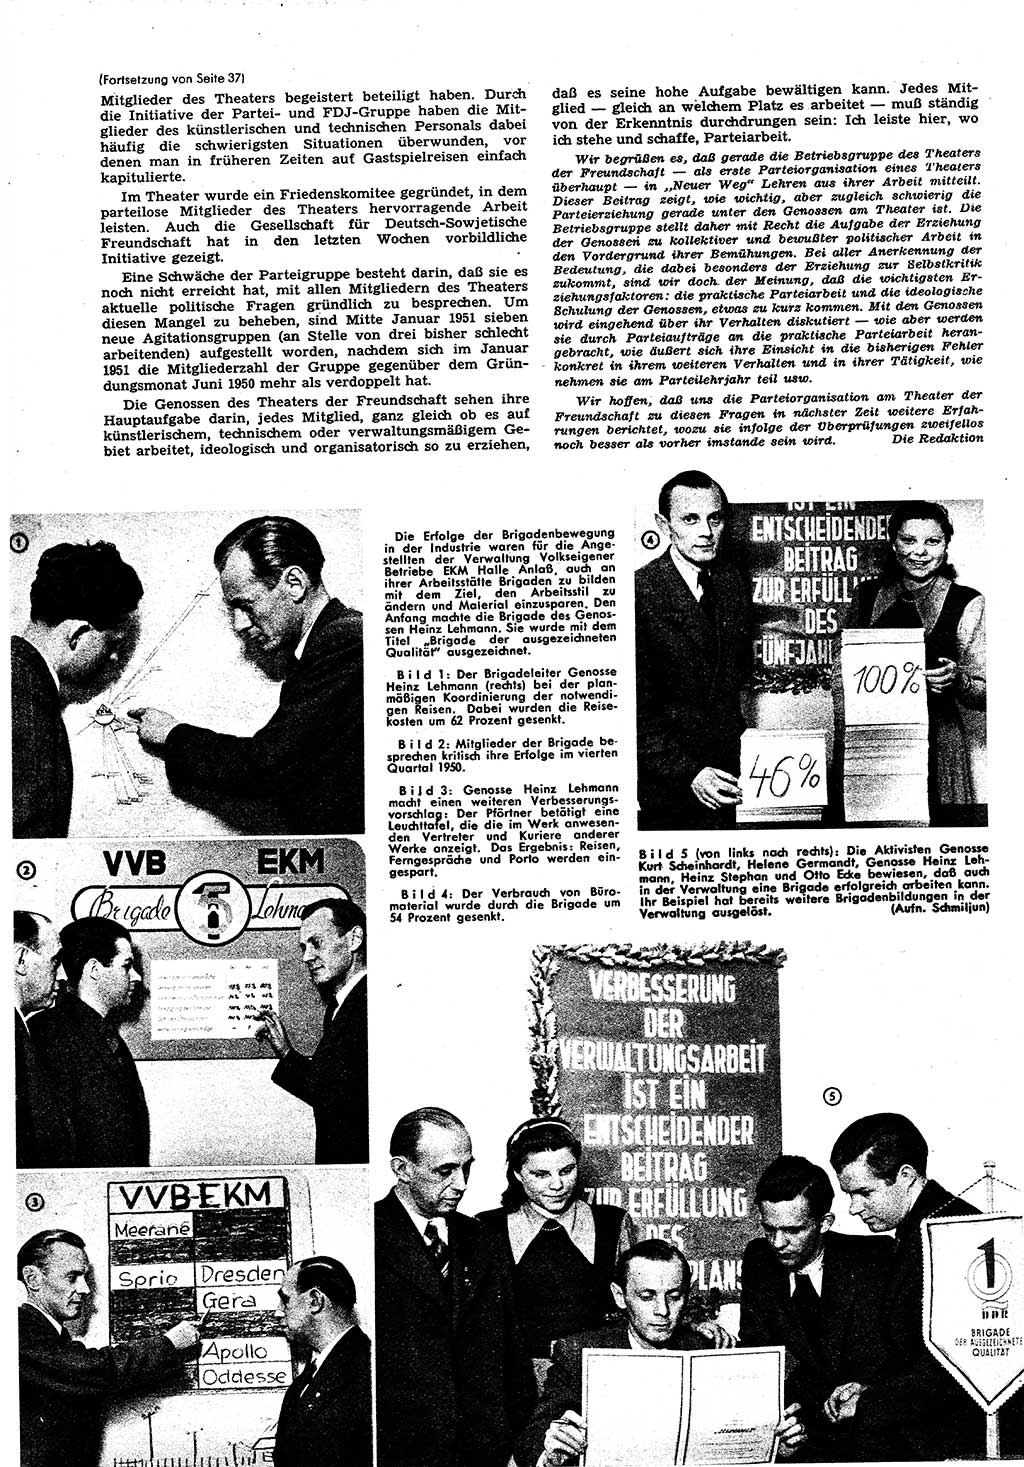 (Fortsetzung von Seite 37)
Mitglieder des Theaters begeistert beteiligt haben. Durch
die Initiative der Partei- und FDJ-Gruppe haben die Mit-
glieder des künstlerischen und technischen Personals dabei
häufig die schwierigsten Situationen überwunden, vor
denen man in früheren Zeiten auf Gastspielreisen einfach
kapitulierte.
Im Theater wurde ein Friedenskomitee gegründet, in dem
parteilose Mitglieder des Theaters hervorragende Arbeit
leisten. Auch die Gesellschaft für Deutsch-Sowjetische
Freundschaft hat in den letzten Wochen vorbildliche
Initiative gezeigt.
Eine Schwäche der Parteigruppe besteht darin, daß sie es
noch nicht erreicht hat, mit allen Mitgliedern des Theaters
aktuelle politische Fragen gründlich zu besprechen. Um
diesen Mangel zu beheben, sind Mitte Januar 1951 sieben
neue Agitationsgruppen (an Stelle von drei bisher schlecht
arbeitenden) aufgestellt worden, nachdem sich im Januar
1951 die Mitgliederzahl der Gruppe gegenüber dem Grün-
dungsmonat Juni 1950 mehr als verdoppelt hat.
Die Genossen des Theaters der Freundschaft sehen ihre
Hauptaufgabe darin, jedes Mitglied, ganz gleich ob es auf
künstlerischem, technischem oder verwaltungsmäßigem Ge-
biet arbeitet, ideologisch und organisatorisch so zu erziehen,
daß es seine hohe Aufgabe bewältigen kann. Jedes Mit-
glied — gleich an welchem Platz es arbeitet — muß ständig
von der Erkenntnis durchdrungen sein: Ich leiste hier, wo
ich stehe und schaffe, Parteiarbeit.
Wir begrüßen es, daß gerade die Betriebsgruppe des Theaters
der Freundschaft — als erste Parteiorganisation eines Theaters
überhaupt — in „Neuer Weg" Lehren aus ihrer Arbeit mitteilt.
Dieser Beitrag zeigt, wie wichtig, aber zugleich schwierig die
Parteierziehung gerade unter den Genossen am Theater ist. Die
Betriebsgruppe stellt daher mit Recht die Aufgabe der Erziehung
der Genossen zu kollektiver und bewußter politischer Arbeit in
den Vordergrund ihrer Bemühungen. Bei aller Anerkennung der
Bedeutung, die dabei besonders der Erziehung zur Selbstkritik
zukommt, sind wir doch der Meinung, daß die wichtigsten Er-
ziehungsfaktoren: die praktische Parteiarbeit und die ideologische
Schulung der Genossen, etwas zu kurz kommen. Mit den Genossen
wird eingehend über ihr Verhalten diskutiert — wie aber werden
sie durch Parteiaufträge an die praktische Parteiarbeit heran-
gebracht, wie äußert sich ihre Einsicht in die bisherigen Fehler
konkret in ihrem weiteren Verhalten und in ihrer Tätigkeit, wie
nehmen sie am Parteilehrjahr teil usw.
Wir hoffen, daß uns die Parteiorganisation am Theater der
Freundschaft zu diesen Fragen in nächster Zeit weitere Erfah-
rungen berichtet, wozu sie infolge der Überprüfungen zweifellos
noch besser als vorher imstande sein wird. Die Redaktion
1
Die Erfolge der Brigadenbewegung
in der Industrie waren für die Ange-
stellten der Verwaltung Volkseigener
Betriebe EKM Halle Anlaß, auch an
ihrer Arbeitsstätte Brigaden zu bilden
mit dem Ziel, den Arbeitsstil zu
ändern und Material einzusparen. Den
Anfang machte die Brigade des Genos-
sen Heinz Lehmann. Sie wurde mit dem
Titel „Brigade der ausgezeichneten
Qualität" ausgezeichnet.
Bild 1: Der Brigadeleiter Genosse
Heinz Lehmann (rechts) bei der plan-
mäßigen Koordinierung der notwendi-
gen Reisen. Dabei wurden die Reise-
kosten um 62 Prozent gesenkt.
Bild 2: Mitglieder der Brigade be-
sprechen kritisch ihre Erfolge im vierten
Quartal 1950.
Bild 3: Genosse Heinz Lehmann
macht einen weiteren Verbesserungs-
vorschlag: Der Pförtner betätigt eine
Leuchttafel, die die im Werk anwesen-
den Vertreter und Kuriere anderer
Werke anzeigt. Das Ergebnis: Reisen,
Ferngespräche und Porto werden ein-
gespart.
Bild 4: Der Verbrauch von Büro-
material wurde durch die Brigade um
54 Prozent gesenkt.
4
IST EIN
ENTSCHEIDENDER
BEITRAG
ZUR ERFÜLLU
DES
FÜNFJAH
100%
46%
Bild 5 (von links nach rechts): Die Aktivisten Genosse
Kurt Scheinhardt, Helene Germandt, Genosse Heinz Leh-
mann, Heinz Stephan und Otto Ecke bewiesen, daß auch
in der Verwaltung eine Brigade erfolgreich arbeiten kann.
Ihr Beispiel hat bereits weitere Brigadenbildungen in der
Verwaltung ausgelöst. (Aufn. Schmiljun)
2
VVB EKM
Brigade Lehma
3
VVB-EKM
Meerane
Sprio Dresden
Gera
Apollo
Oddesse
5
VERBESSERUNG
DER
VERWALTUNGSARBEIT
IST EIN
ENTSCHEIDENDER
BEITRAG
ZUR ERFÜLLUNG
DES
PLANS
1
DDR
BRIGADE
DER AUSGEZEICHNETE
QUALITÄT